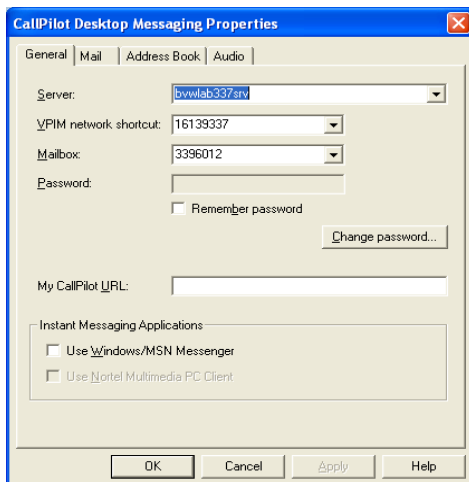 CallPilot Desktop Messaging Properties
General Mail Address Book Audio
Server: bvwlab337srv
VPIM network shortcut: 16139337
Mailbox: 3396012
Password:
Remember password
Change password...
My CallPilot URL:
Instant Messaging Applications
Use Windows/MSN Messenger
Use Nortel Multimedia PC Client
OK Cancel Apply Help